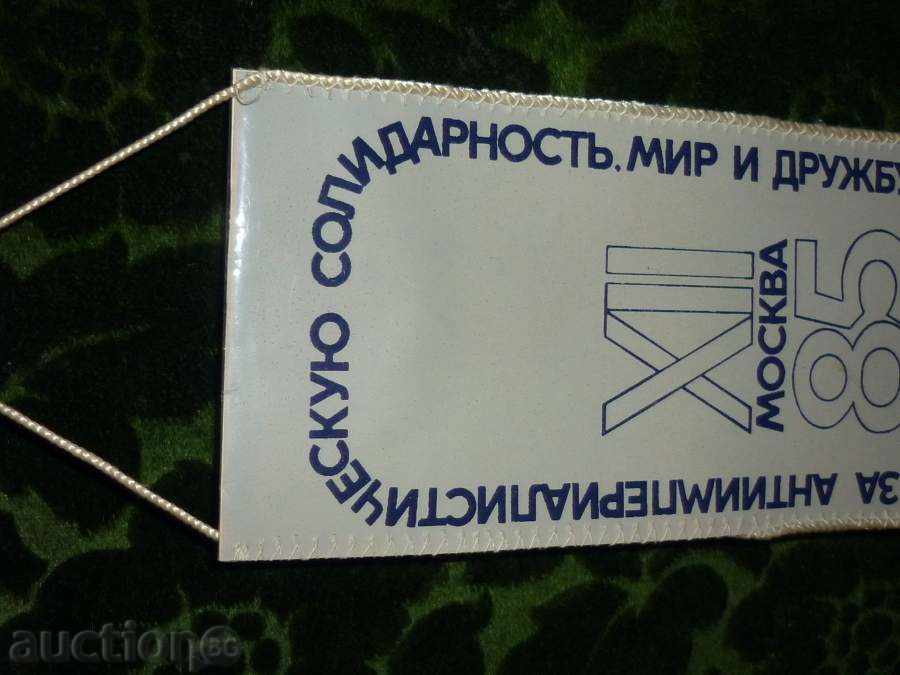 ЗА АНТИИМПЕРИАЛИСТИЧЕСКУЮ СОЛИДАРНОСТЬ, МИР И ДРУЖБУ
XII
МОСКВА
85
auction.bg